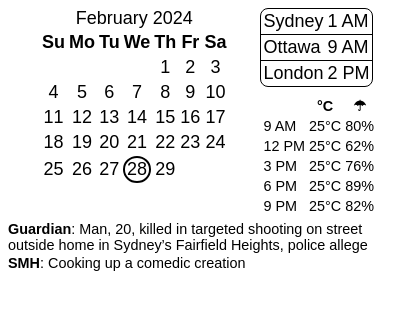 February 2024
Su Mo Tu We Th Fr Sa
1 2 3
4 5 6 7 8 9 10
11 12 13 14 15 16 17
18 19 20 21 22 23 24
25 26 27 28 29
Sydney 1 AM
Ottawa 9 AM
London 2 PM
°C ☂
9 AM 25°C 80%
12 PM 25°C 62%
3 PM 25°C 76%
6 PM 25°C 89%
9 PM 25°C 82%
Guardian: Man, 20, killed in targeted shooting on street
outside home in Sydney’s Fairfield Heights, police allege
SMH: Cooking up a comedic creation